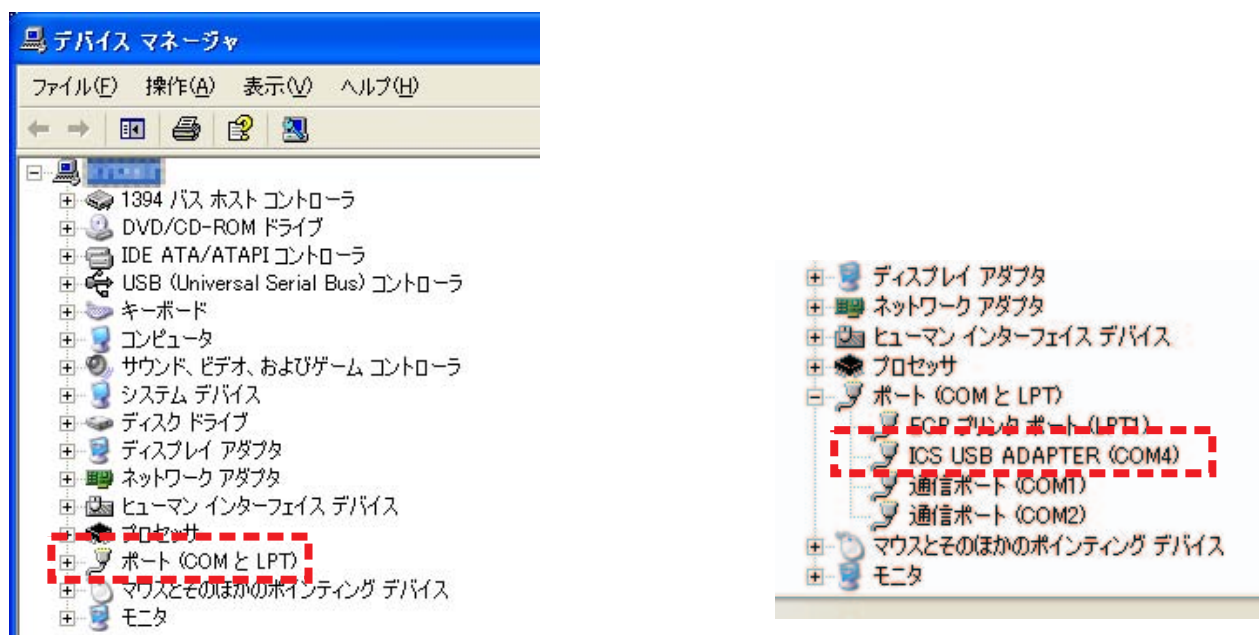 デバイス マネージャ
ファイル(F) 操作(A) 表示(V) ヘルプ(H)
1394 バス ホスト コントローラ
DVD/CD-ROM ドライブ
IDE ATA/ATAPI コントローラ
USB (Universal Serial Bus) コントローラ
キーボード
コンピュータ
サウンド、ビデオ、およびゲーム コントローラ
システム デバイス
ディスク ドライブ
ディスプレイ アダプタ
ネットワーク アダプタ
ヒューマン インターフェイス デバイス
プロセッサ
ポート (COM と LPT)
マウスとそのほかのポインティング デバイス
モニタ
ディスプレイ アダプタ
ネットワーク アダプタ
ヒューマン インターフェイス デバイス
プロセッサ
ポート (COM と LPT)
ECP プリンタ ポート (LPT1)
ICS USB ADAPTER (COM4)
通信ポート (COM1)
通信ポート (COM2)
マウスとそのほかのポインティング デバイス
モニタ